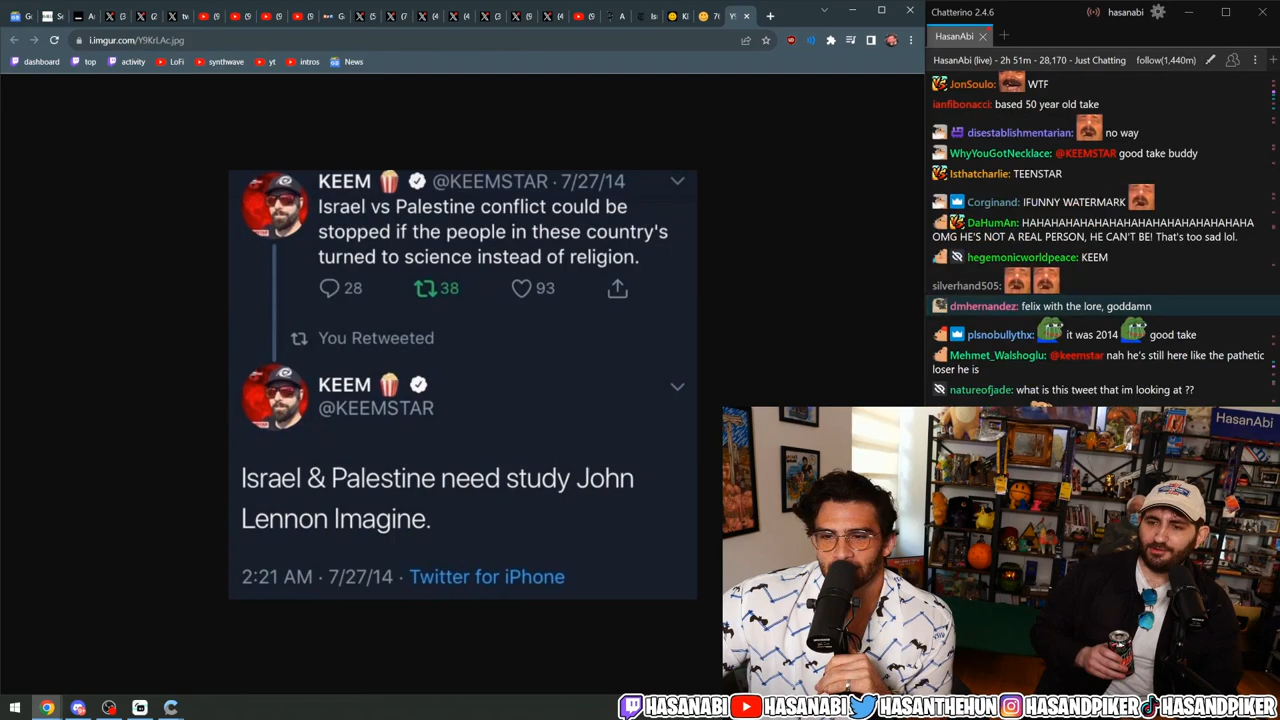 i.imgur.com/Y9KrLAc.jpg
dashboard
top
activity
LoFi
synthwave
yt
intros
News
KEEM @KEEMSTAR · 7/27/14
Israel vs Palestine conflict could be
stopped if the people in these country's
turned to science instead of religion.
28
38
93
You Retweeted
KEEM
@KEEMSTAR
Israel & Palestine need study John
Lennon Imagine.
2:21 AM · 7/27/14 · Twitter for iPhone
Chatterino 2.4.6
hasanabi
HasanAbi
HasanAbi (live) - 2h 51m - 28,170 - Just Chatting
follow(1,440m)
JonSoulo: WTF
ianfibonacci: based 50 year old take
disestablishmentarian: no way
WhyYouGotNecklace: @KEEMSTAR good take buddy
Isthatcharlie: TEENSTAR
Corginand: IFUNNY WATERMARK
DaHumAn: HAHAHAHAHAHAHAHAHAHAHAHAHAHA
OMG HE'S NOT A REAL PERSON, HE CAN'T BE! That's too sad lol.
hegemonicworldpeace: KEEM
silverhand505:
dmhernandez: felix with the lore, goddamn
plsnobullythx: it was 2014 good take
Mehmet_Walshoglu: @keemstar nah he's still here like the pathetic
loser he is
natureofjade: what is this tweet that im looking at ??
HasanAbi
HASANABI
HASANABI
HASANTHEHUN
HASANDPIKER
HASANDPIKER